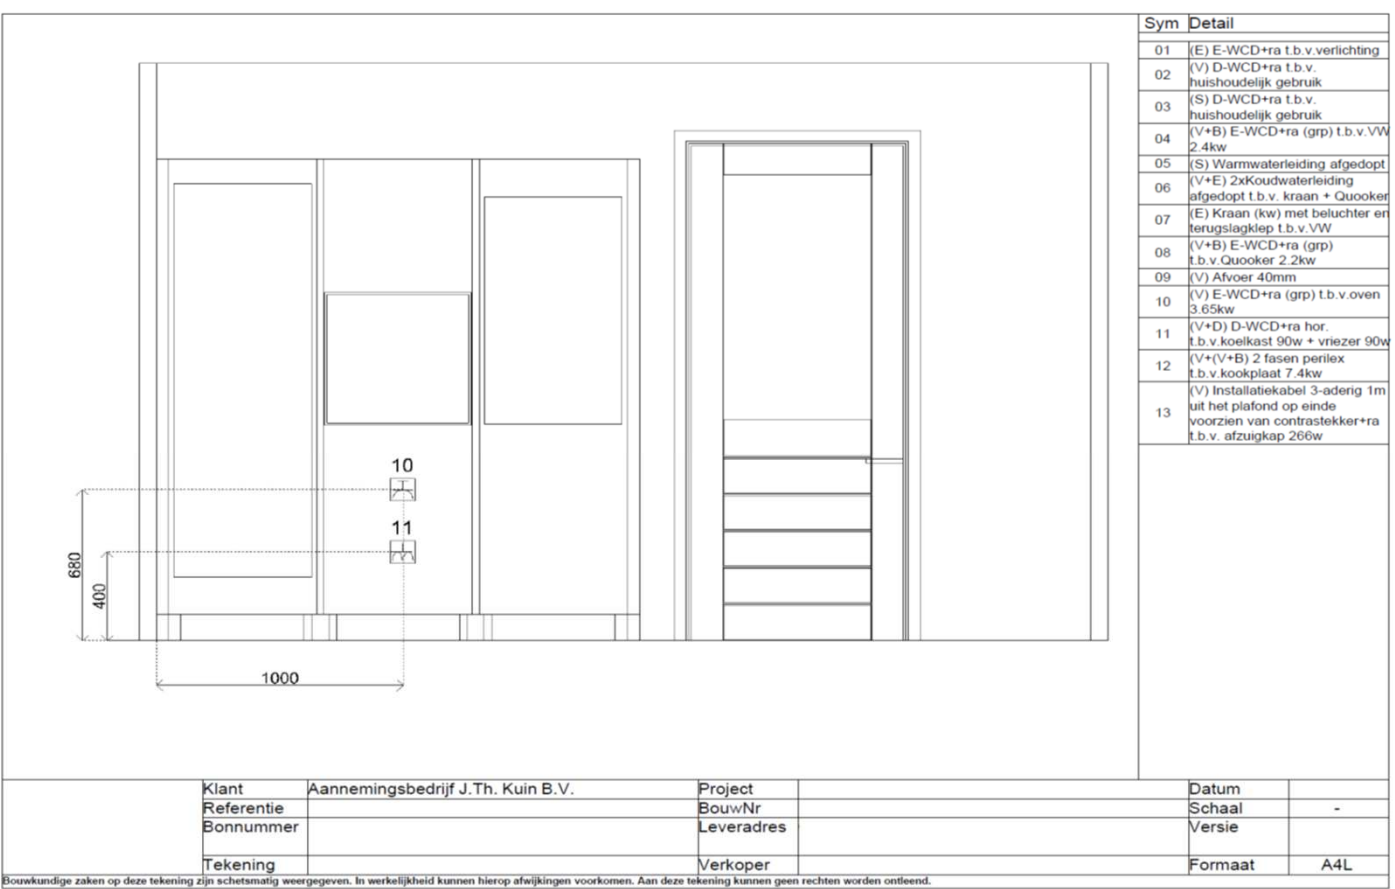 Sym Detail
01 (E) E-WCD+ra t.b.v.verlichting
02 (V) D-WCD+ra t.b.v.
huishoudelijk gebruik
03 (S) D-WCD+ra t.b.v.
huishoudelijk gebruik
04 (V+B) E-WCD+ra (grp) t.b.v.VW
2.4kw
05 (S) Warmwaterleiding afgedopt
06 (V+E) 2xKoudwaterleiding
afgedopt t.b.v. kraan + Quooker
07 (E) Kraan (kw) met beluchter en
terugslagklep t.b.v.VW
08 (V+B) E-WCD+ra (grp)
t.b.v.Quooker 2.2kw
09 (V) Afvoer 40mm
10 (V) E-WCD+ra (grp) t.b.v.oven
3.65kw
11 (V+D) D-WCD+ra hor.
t.b.v.koelkast 90w + vriezer 90w
12 (V+(V+B) 2 fasen perilex
t.b.v.kookplaat 7.4kw
13 (V) Installatiekabel 3-aderig 1m
uit het plafond op einde
voorzien van contrastekker+ra
t.b.v. afzuigkap 266w
10
11
680
400
1000
Klant Aannemingsbedrijf J.Th. Kuin B.V. Project Datum
Referentie BouwNr Schaal -
Bonnummer Leveradres Versie
Tekening Verkoper Formaat A4L
Bouwkundige zaken op deze tekening zijn schetsmatig weergegeven. In werkelijkheid kunnen hierop afwijkingen voorkomen. Aan deze tekening kunnen geen rechten worden ontleend.